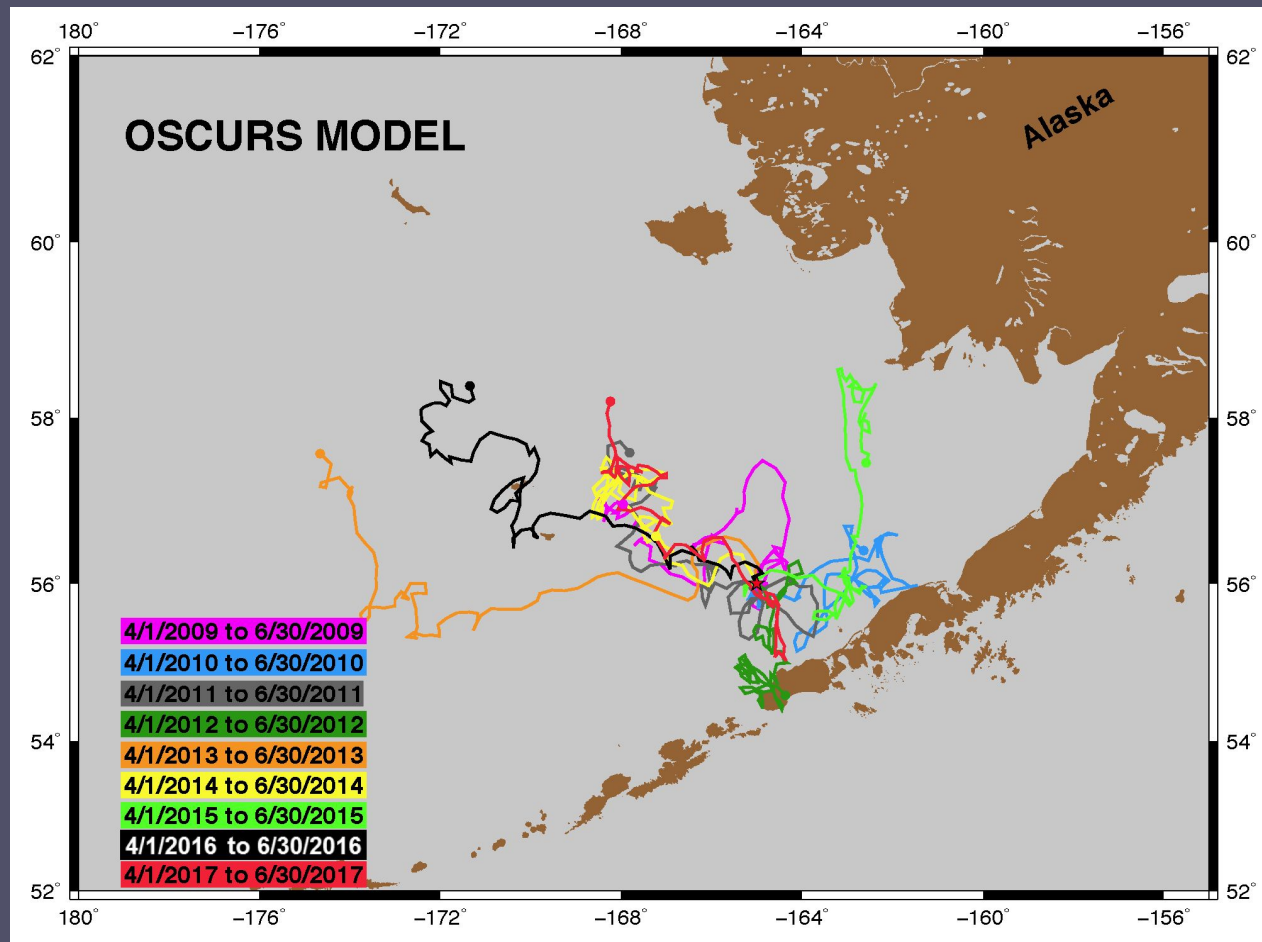 180° −172° −168° −164° −160° −156°
62° 62°
Alaska
OSCURS MODEL
60° 60°
58° 58°
56° 56°
4/1/2009 to 6/30/2009
4/1/2010 to 6/30/2010
4/1/2011 to 6/30/2011
4/1/2012 to 6/30/2012
54° 54°
4/1/2013 to 6/30/2013
4/1/2014 to 6/30/2014
4/1/2015 to 6/30/2015
4/1/2016 to 6/30/2016
4/1/2017 to 6/30/2017
52° 52°
180° −176° −172° −168° −164° −160° −156°